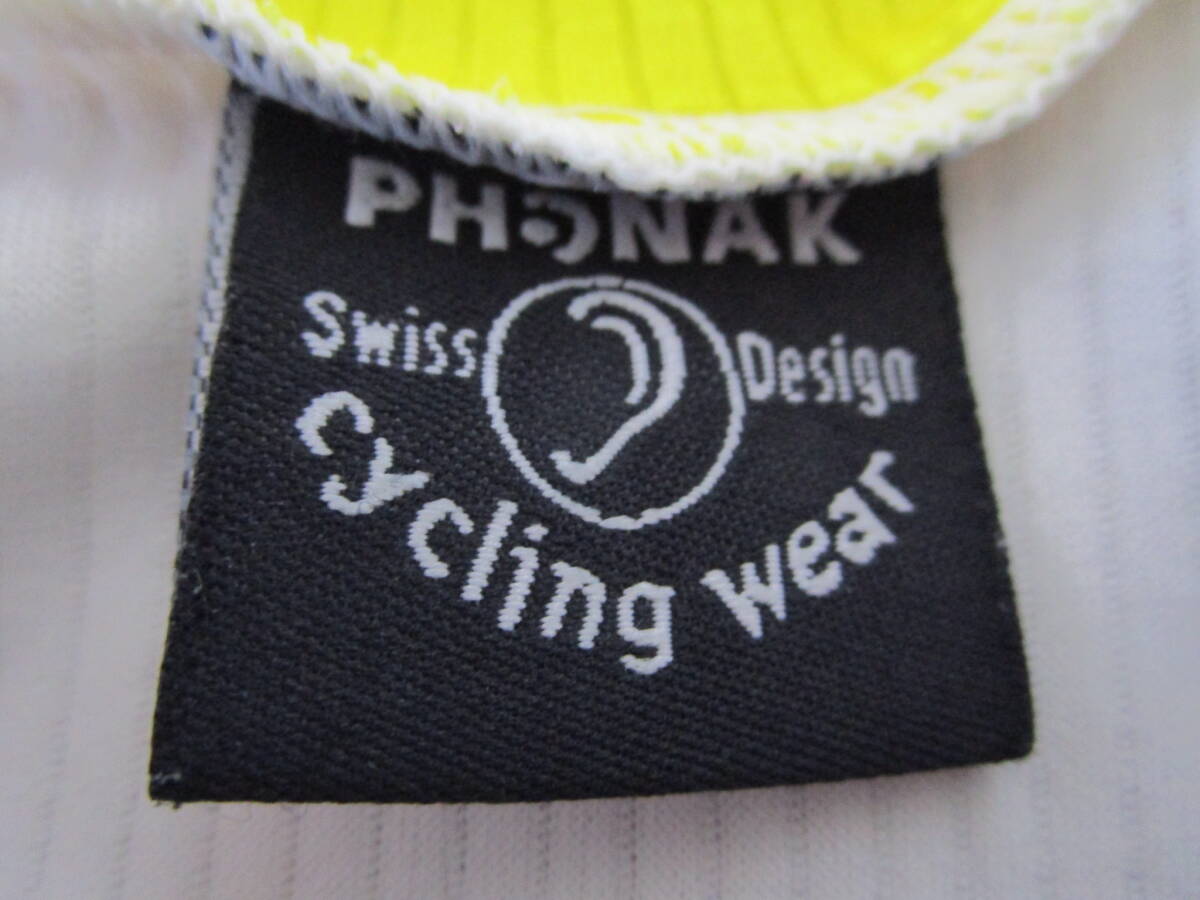 PHONAK
Swiss Design
cycling wear